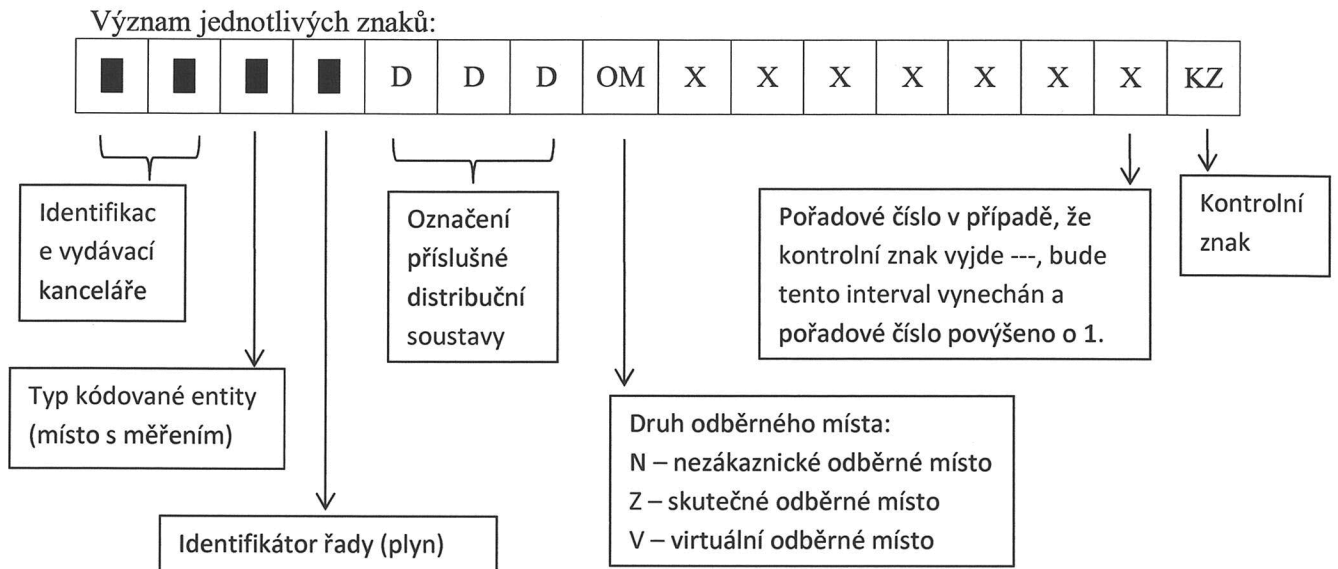 Význam jednotlivých znaků:
D D D OM X X X X X X X KZ
Identifikac
e vydávací
kanceláře
Označení
příslušné
distribuční
soustavy
Pořadové číslo v případě, že
kontrolní znak vyjde ---, bude
tento interval vynechán a
pořadové číslo povýšeno o 1.
Kontrolní
znak
Typ kódované entity
(místo s měřením)
Druh odběrného místa:
N – nezákaznické odběrné místo
Z – skutečné odběrné místo
V – virtuální odběrné místo
Identifikátor řady (plyn)